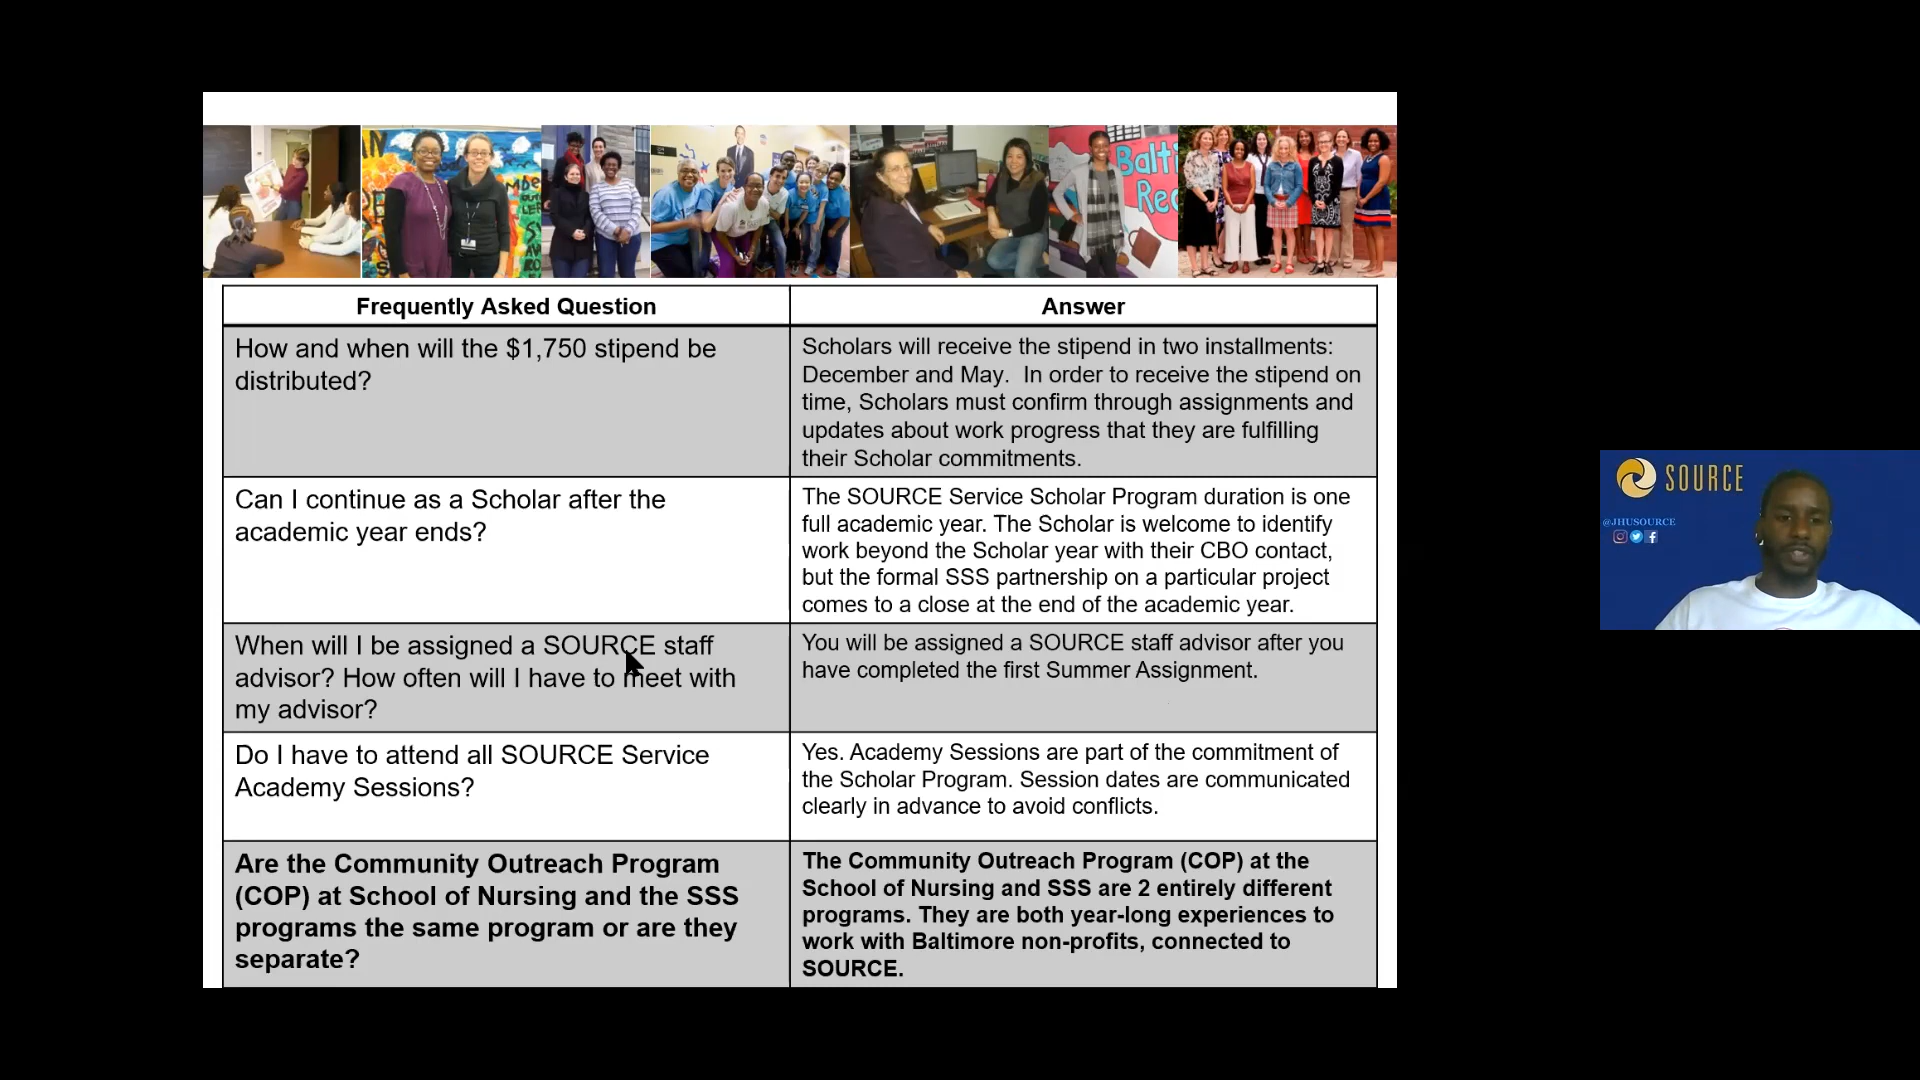 Balti
Rec
Frequently Asked Question
Answer
How and when will the $1,750 stipend be
distributed?
Scholars will receive the stipend in two installments:
December and May.  In order to receive the stipend on
time, Scholars must confirm through assignments and
updates about work progress that they are fulfilling
their Scholar commitments.
Can I continue as a Scholar after the
academic year ends?
The SOURCE Service Scholar Program duration is one
full academic year. The Scholar is welcome to identify
work beyond the Scholar year with their CBO contact,
but the formal SSS partnership on a particular project
comes to a close at the end of the academic year.
When will I be assigned a SOURCE staff
advisor? How often will I have to meet with
my advisor?
You will be assigned a SOURCE staff advisor after you
have completed the first Summer Assignment.
Do I have to attend all SOURCE Service
Academy Sessions?
Yes. Academy Sessions are part of the commitment of
the Scholar Program. Session dates are communicated
clearly in advance to avoid conflicts.
Are the Community Outreach Program
(COP) at School of Nursing and the SSS
programs the same program or are they
separate?
The Community Outreach Program (COP) at the
School of Nursing and SSS are 2 entirely different
programs. They are both year-long experiences to
work with Baltimore non-profits, connected to
SOURCE.
SOURCE
@JHUSOURCE